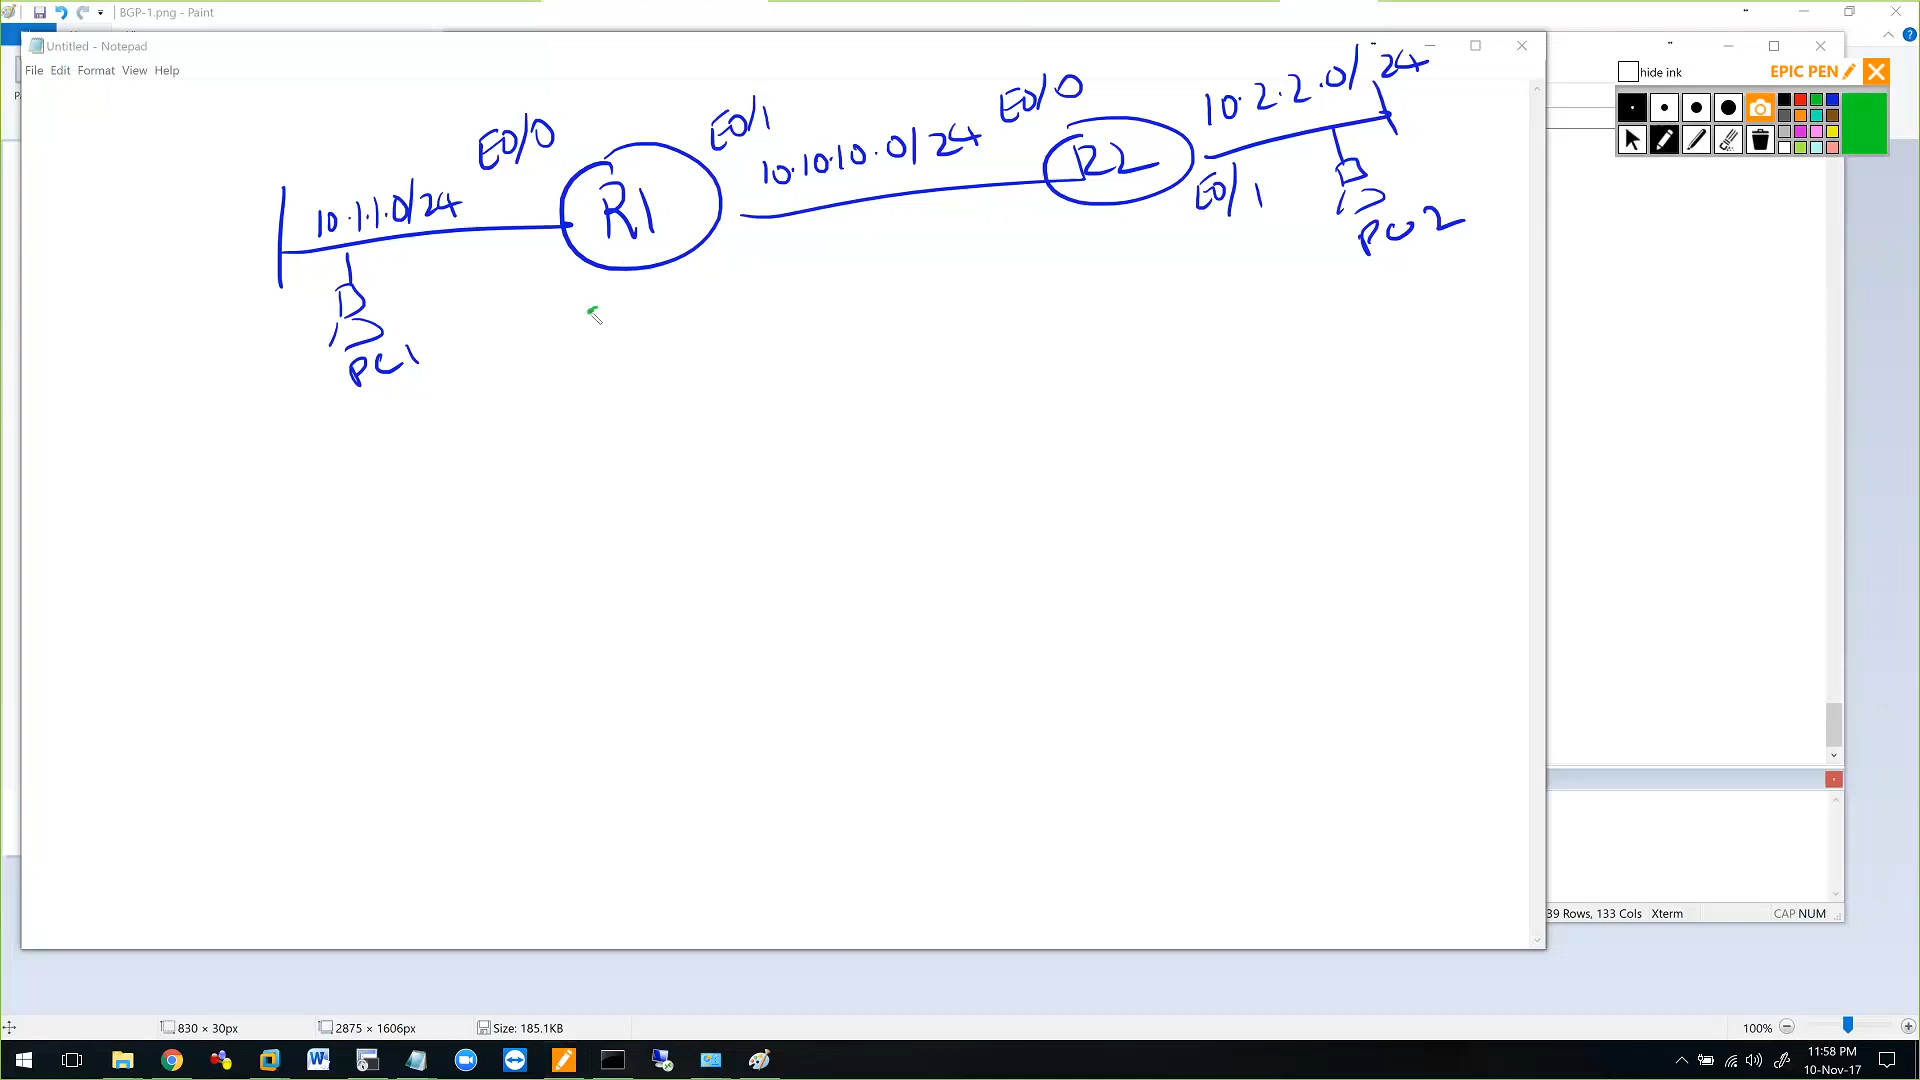 BGP-1.png - Paint
Untitled - Notepad
File Edit Format View Help
hide ink
EPIC PEN
E0/0
E0/1
E0/0
10.2.2.0/24
10.1.1.0/24
R1
10.10.10.0/24
R2
E0/1
PC2
PC1
39 Rows, 133 Cols Xterm CAP NUM
830 × 30px 2875 × 1606px Size: 185.1KB 100%
11:58 PM
10-Nov-17